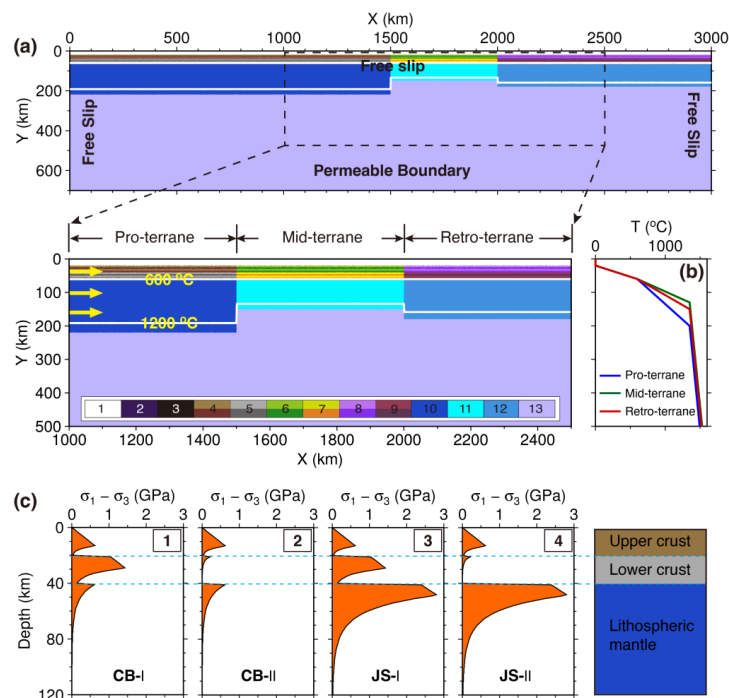 X (km)
(a)
0 500 1000 1500 2000 2500 3000
Y (km)
0
200
400
600
Free slip
Free Slip
Free Slip
Permeable Boundary
Pro-terrane
Mid-terrane
Retro-terrane
T (ºC)
0 1000
(b)
Y (km)
0
100
200
300
400
500
600 ºC
1200 ºC
1 2 3 4 5 6 7 8 9 10 11 12 13
1000 1200 1400 1600 1800 2000 2200 2400
X (km)
Pro-terrane
Mid-terrane
Retro-terrane
(c)
σ₁ − σ₃ (GPa) σ₁ − σ₃ (GPa) σ₁ − σ₃ (GPa) σ₁ − σ₃ (GPa)
0 1 2 3 0 1 2 3 0 1 2 3 0 1 2 3
Depth (km)
0
40
80
120
1 2 3 4
CB-I CB-II JS-I JS-II
Upper crust
Lower crust
Lithospheric
mantle